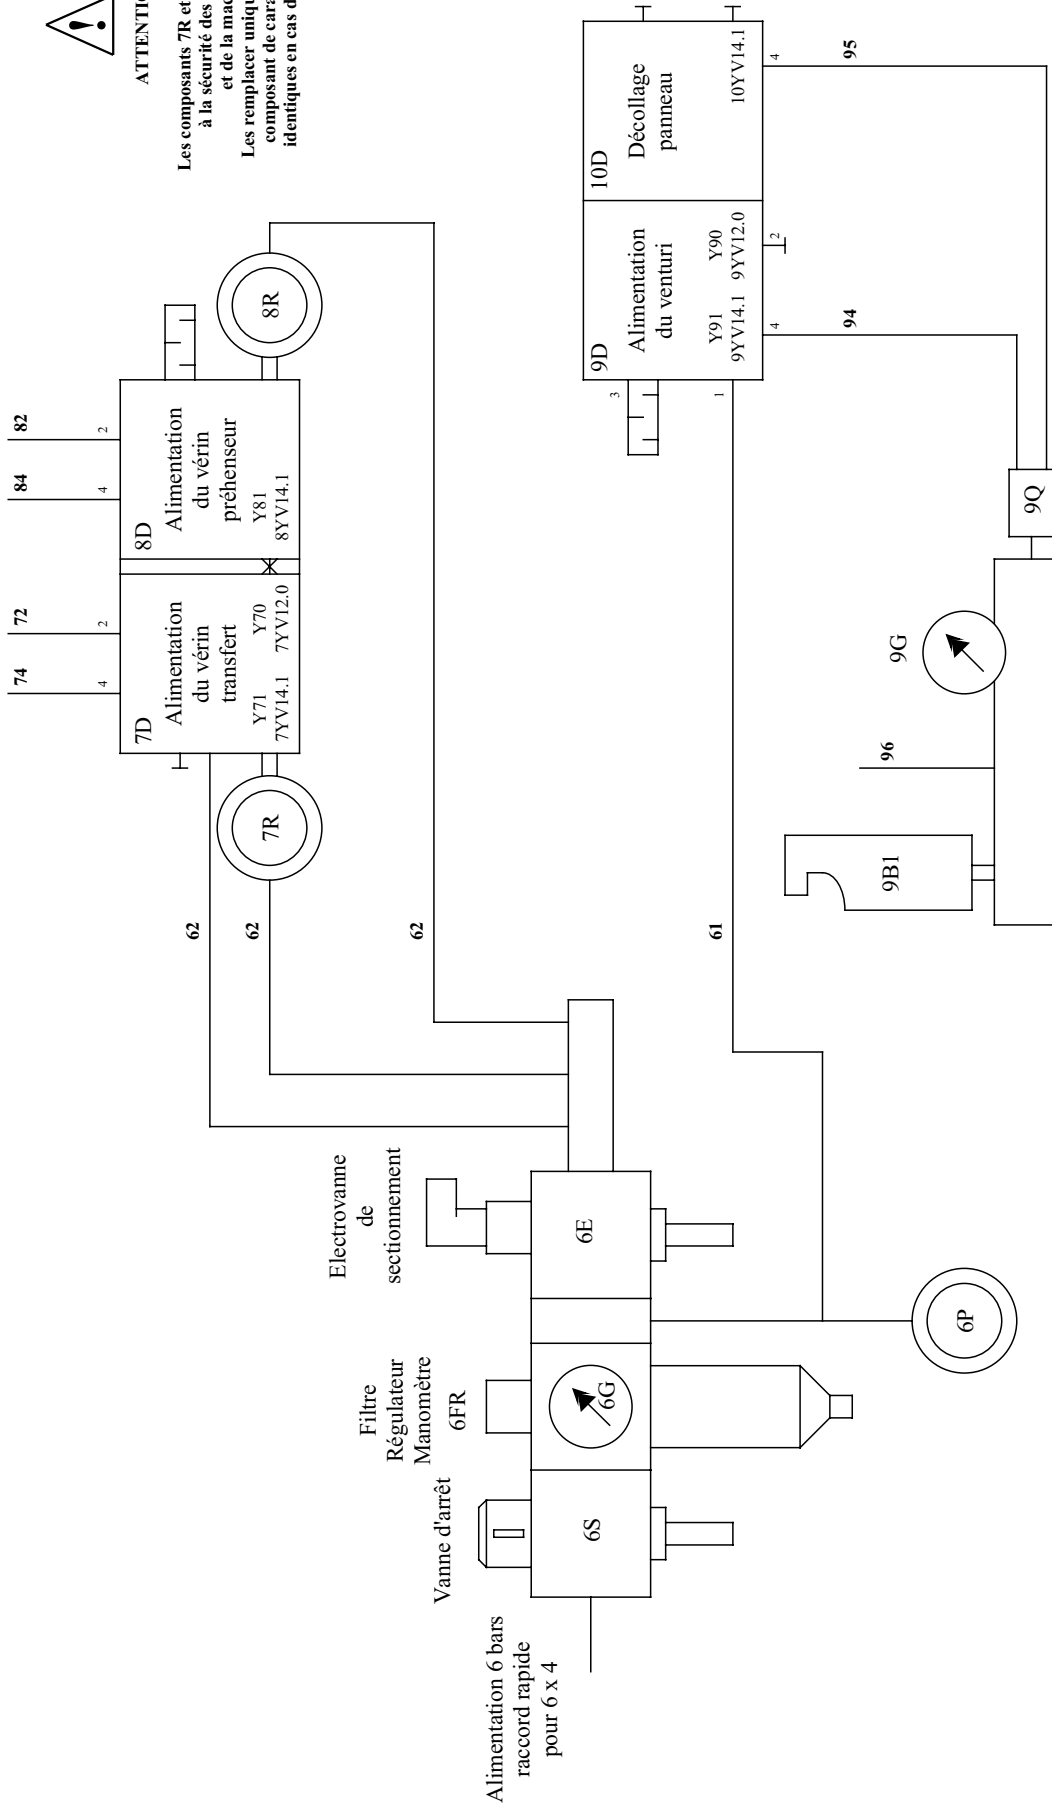 ATTENTIO
Les composants 7R et
à la sécurité des
et de la mac
Les remplacer uniqu
composant de cara
identiques en cas d
74
72
84
82
4
2
4
2
7D
Alimentation
du vérin
transfert
Y71
Y70
7YV14.1
7YV12.0
8D
Alimentation
du vérin
préhenseur
Y81
8YV14.1
7R
8R
62
62
62
Electrovanne
de
sectionnement
Filtre
Régulateur
Manomètre
6FR
Vanne d'arrêt
Alimentation 6 bars
raccord rapide
pour 6 x 4
6S
6G
6E
6P
61
9D
Alimentation
du venturi
Y91
Y90
9YV14.1
9YV12.0
10D
Décollage
panneau
10YV14.1
3
1
4
2
4
94
95
9G
96
9B1
9Q